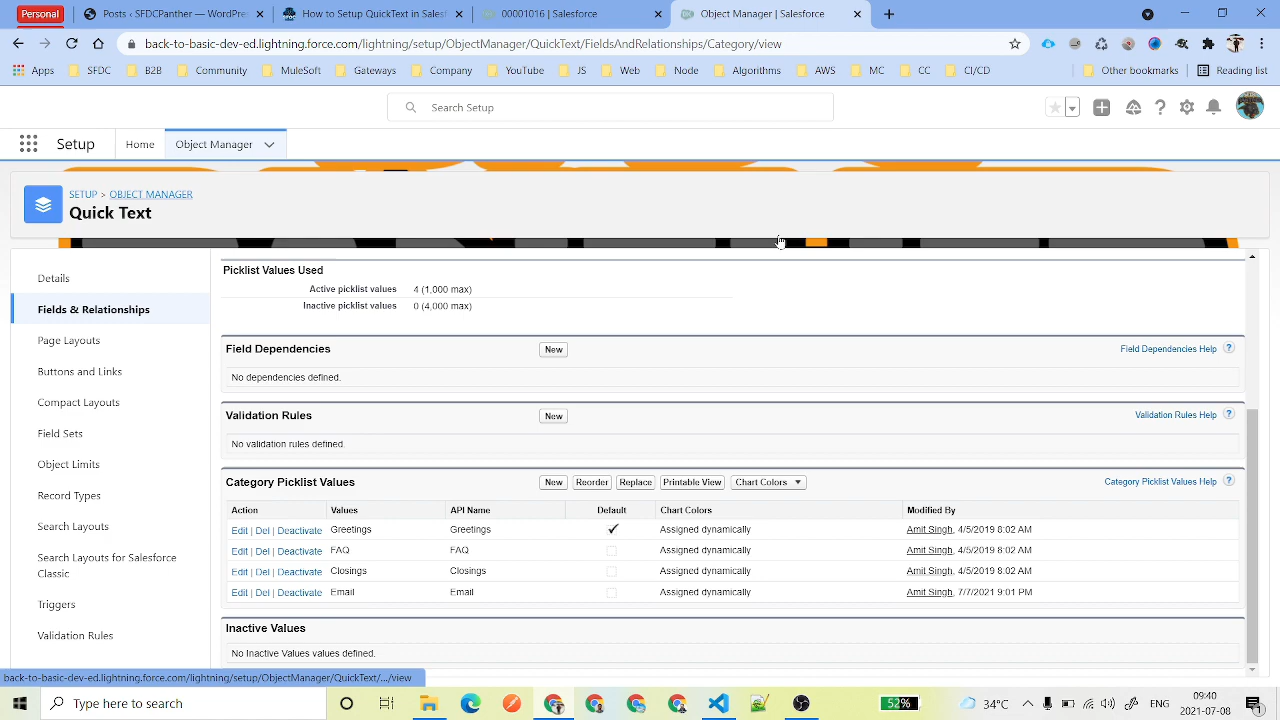 Personal
Posts ‹ SFDCPanther — WordPres
How to Setup Email to Salesforce
00001016 | Salesforce
Object Manager | Salesforce
back-to-basic-dev-ed.lightning.force.com/lightning/setup/ObjectManager/QuickText/FieldsAndRelationships/Category/view
Apps
SFDC
B2B
Community
MuleSoft
Gateways
Company
YouTube
JS
Web
Node
Algorithms
AWS
MC
CC
CI/CD
Other bookmarks
Reading list
Search Setup
Setup
Home
Object Manager
SETUP > OBJECT MANAGER
Quick Text
Details
Fields & Relationships
Page Layouts
Buttons and Links
Compact Layouts
Field Sets
Object Limits
Record Types
Search Layouts
Search Layouts for Salesforce
Classic
Triggers
Validation Rules
Picklist Values Used
Active picklist values 4 (1,000 max)
Inactive picklist values 0 (4,000 max)
Field Dependencies New Field Dependencies Help ?
No dependencies defined.
Validation Rules New Validation Rules Help ?
No validation rules defined.
Category Picklist Values New Reorder Replace Printable View Chart Colors Category Picklist Values Help ?
Action Values API Name Default Chart Colors Modified By
Edit | Del | Deactivate Greetings Greetings Assigned dynamically Amit Singh, 4/5/2019 8:02 AM
Edit | Del | Deactivate FAQ FAQ Assigned dynamically Amit Singh, 4/5/2019 8:02 AM
Edit | Del | Deactivate Closings Closings Assigned dynamically Amit Singh, 4/5/2019 8:02 AM
Edit | Del | Deactivate Email Email Assigned dynamically Amit Singh, 7/7/2021 9:01 PM
Inactive Values
No Inactive Values values defined.
back-to-basic-dev-ed.lightning.force.com/lightning/setup/ObjectManager/QuickText/.../view
Type here to search
52%
34°C
ENG
09:40
2021-07-08